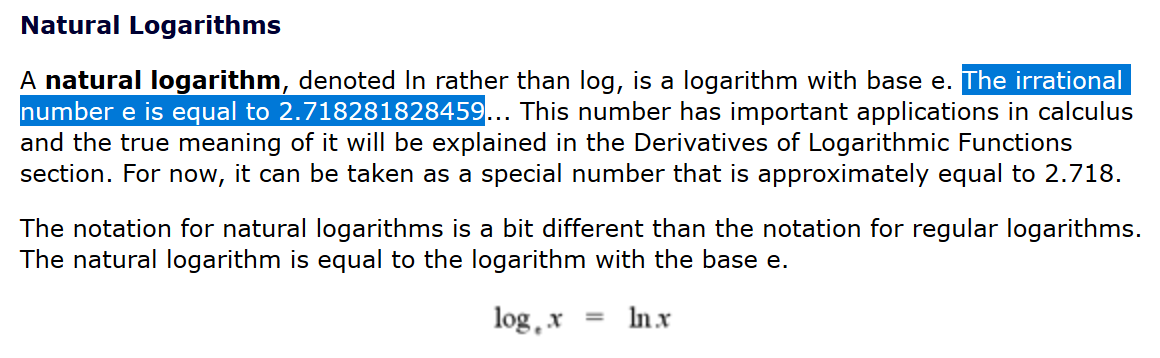 Natural Logarithms
A natural logarithm, denoted ln rather than log, is a logarithm with base e. The irrational
number e is equal to 2.718281828459... This number has important applications in calculus
and the true meaning of it will be explained in the Derivatives of Logarithmic Functions
section. For now, it can be taken as a special number that is approximately equal to 2.718.
The notation for natural logarithms is a bit different than the notation for regular logarithms.
The natural logarithm is equal to the logarithm with the base e.
logₑ x = ln x